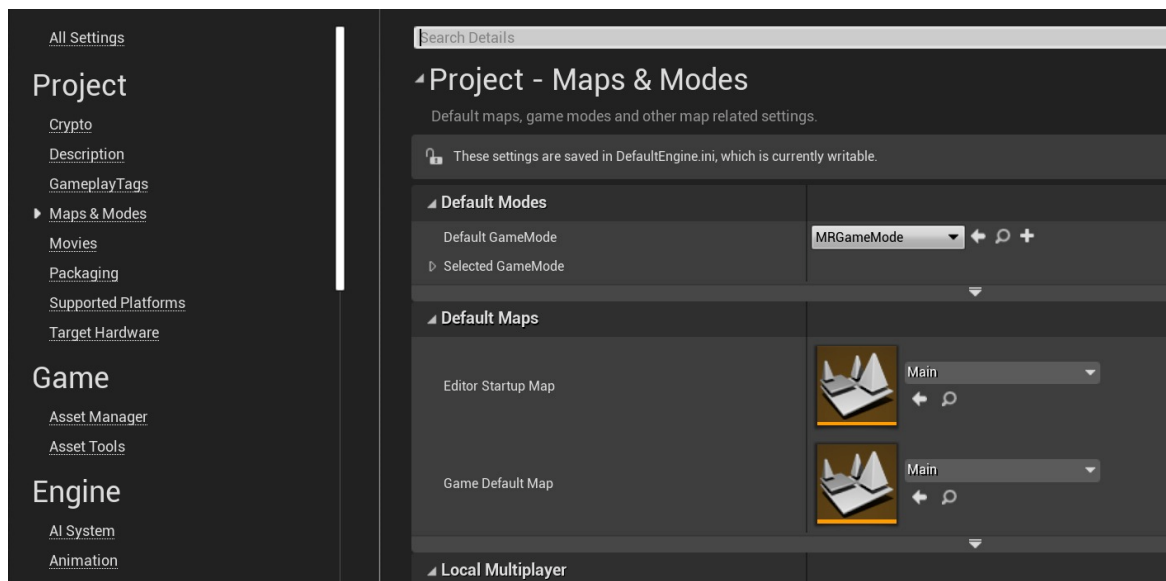 All Settings
Project
Crypto
Description
GameplayTags
Maps & Modes
Movies
Packaging
Supported Platforms
Target Hardware
Game
Asset Manager
Asset Tools
Engine
AI System
Animation
Search Details
Project - Maps & Modes
Default maps, game modes and other map related settings.
These settings are saved in DefaultEngine.ini, which is currently writable.
Default Modes
Default GameMode
MRGameMode
Selected GameMode
Default Maps
Editor Startup Map
Main
Game Default Map
Main
Local Multiplayer